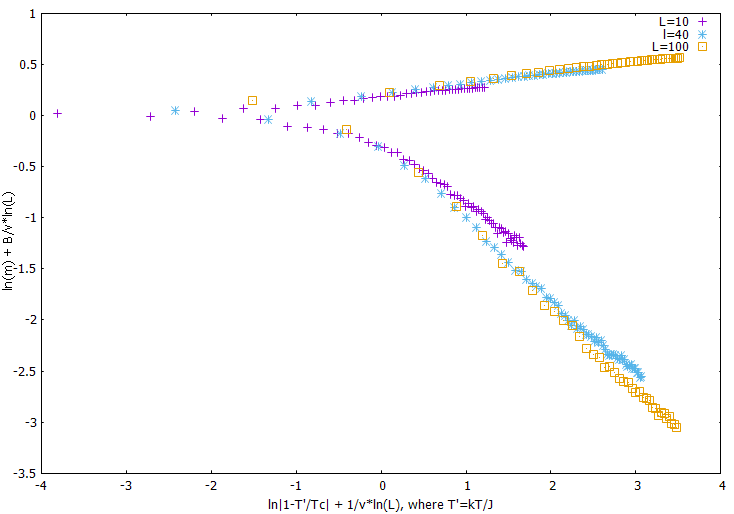 L=10
l=40
L=100
1
0.5
0
-0.5
-1
-1.5
-2
-2.5
-3
-3.5
ln(m) + B/v*ln(L)
-4 -3 -2 -1 0 1 2 3 4
ln|1-T'/Tc| + 1/v*ln(L), where T'=kT/J